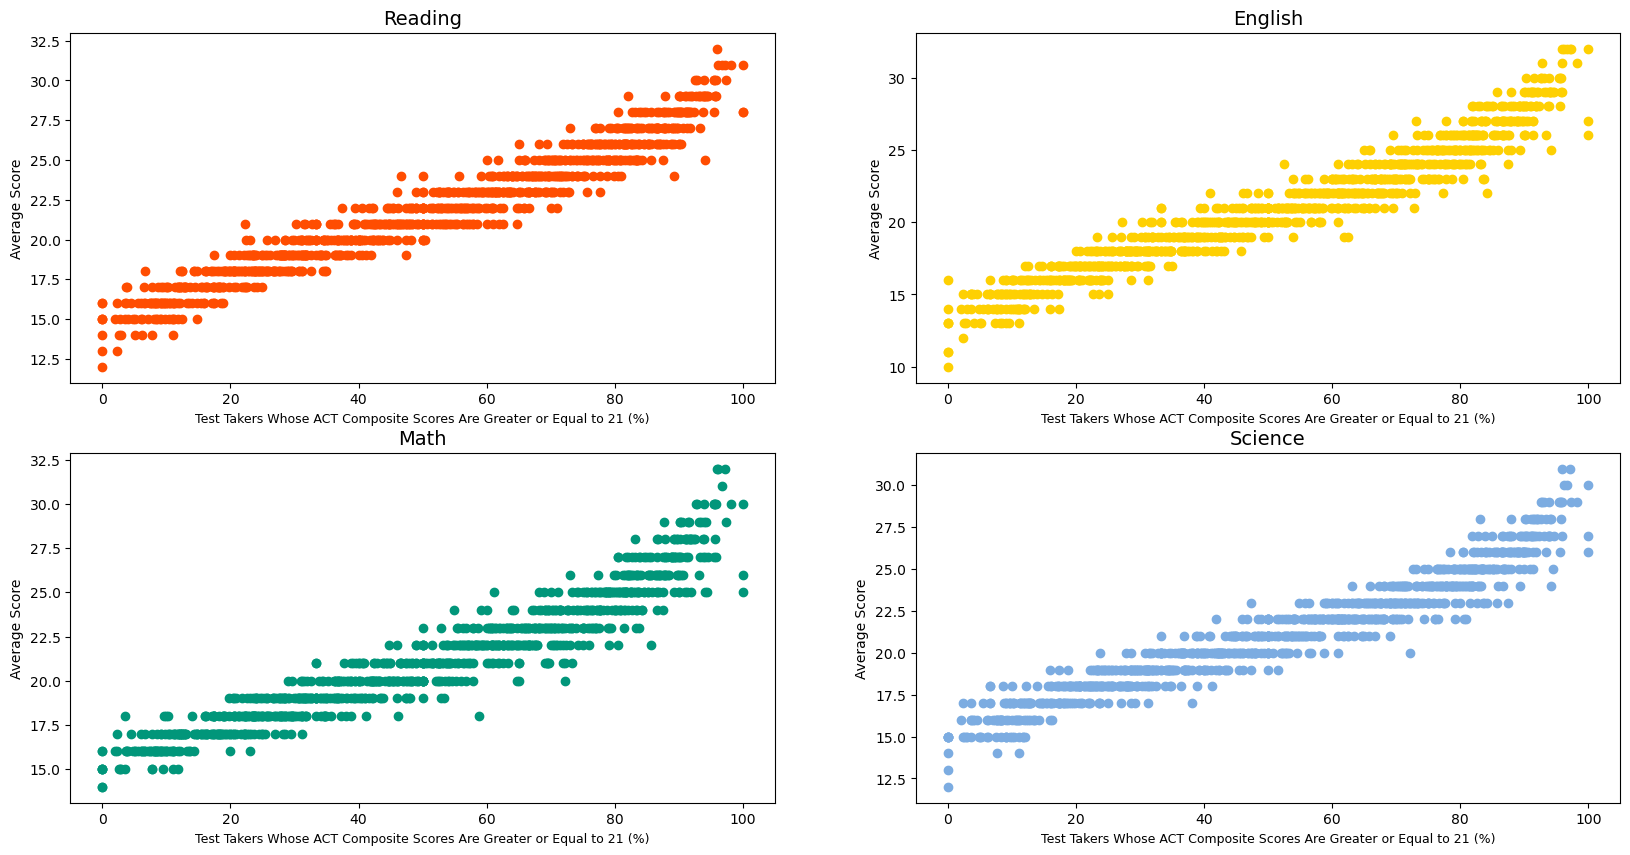 Reading
English
32.5
30.0
27.5
25.0
22.5
20.0
17.5
15.0
12.5
Average Score
0 20 40 60 80 100
Test Takers Whose ACT Composite Scores Are Greater or Equal to 21 (%)
30
25
20
15
10
Average Score
0 20 40 60 80 100
Test Takers Whose ACT Composite Scores Are Greater or Equal to 21 (%)
Math
Science
32.5
30.0
27.5
25.0
22.5
20.0
17.5
15.0
Average Score
0 20 40 60 80 100
Test Takers Whose ACT Composite Scores Are Greater or Equal to 21 (%)
30.0
27.5
25.0
22.5
20.0
17.5
15.0
12.5
Average Score
0 20 40 60 80 100
Test Takers Whose ACT Composite Scores Are Greater or Equal to 21 (%)